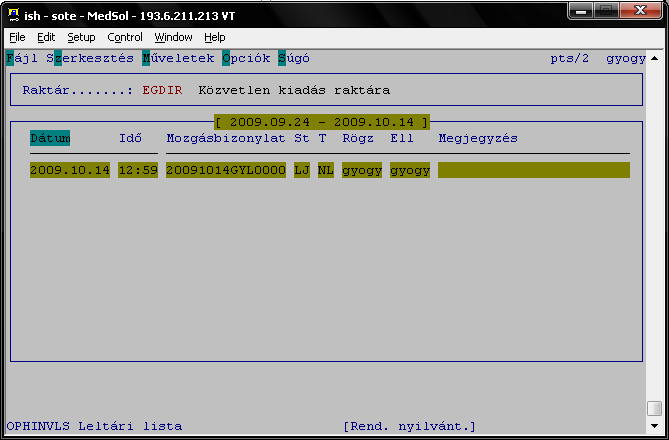 ish - sote - MedSol - 193.6.211.213 VT
File Edit Setup Control Window Help
Fájl Szerkesztés Műveletek Opciók Súgó pts/2 gyogy
Raktár.......: EGDIR Közvetlen kiadás raktára
[ 2009.09.24 - 2009.10.14 ]
Dátum Idő Mozgásbizonylat St T Rögz Ell Megjegyzés
2009.10.14 12:59 20091014GYL0000 LJ NL gyogy gyogy
OPHINVLS Leltári lista [Rend. nyilvánt.]